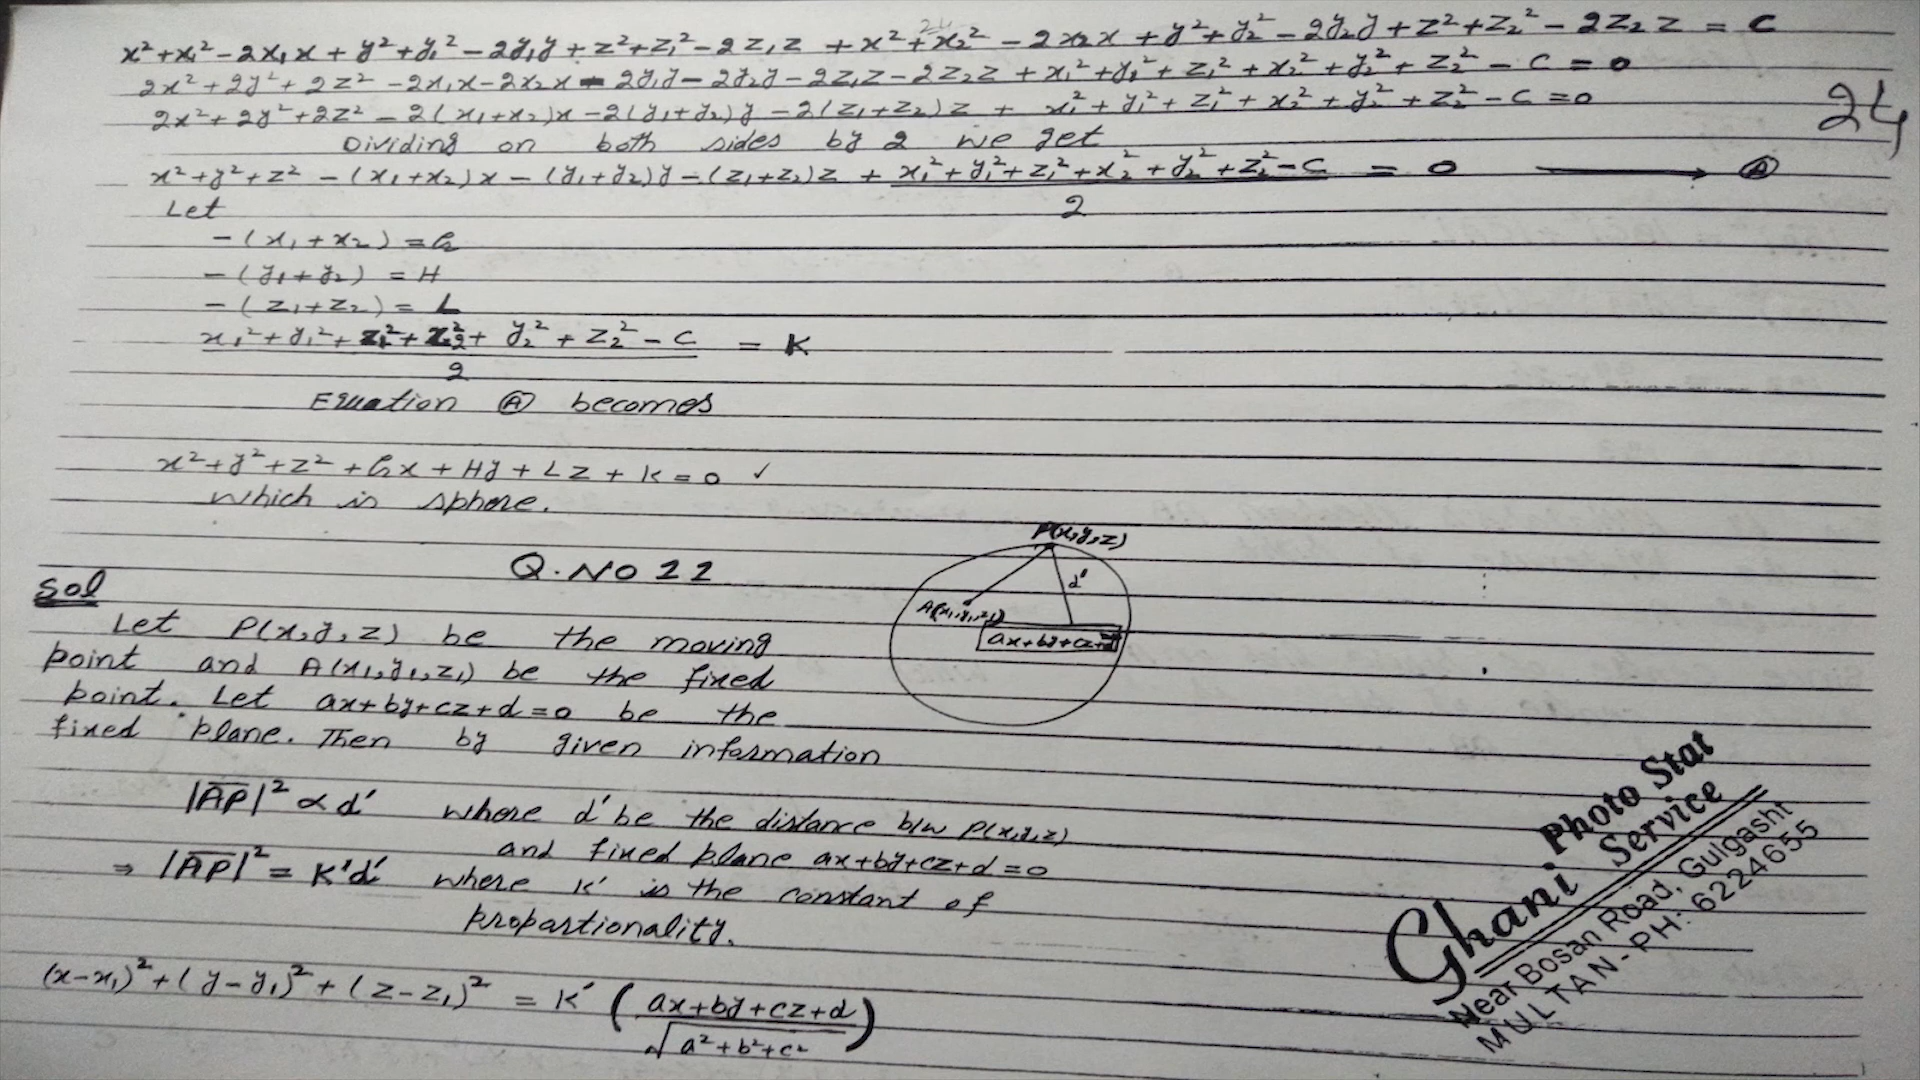 x²+x₁²-2x₁x+y²+y₁²-2y₁y+z²+z₁²-2z₁z+x²+x₂²-2x₂x+y²+y₂²-2y₂y+z²+z₂²-2z₂z = C
2x²+2y²+2z²-2x₁x-2x₂x-2y₁y-2y₂y-2z₁z-2z₂z+x₁²+y₁²+z₁²+x₂²+y₂²+z₂²-C=0
2x²+2y²+2z²-2(x₁+x₂)x-2(y₁+y₂)y-2(z₁+z₂)z+x₁²+y₁²+z₁²+x₂²+y₂²+z₂²-C=0
24
Dividing on both sides by 2 we get
x²+y²+z²-(x₁+x₂)x-(y₁+y₂)y-(z₁+z₂)z+x₁²+y₁²+z₁²+x₂²+y₂²+z₂²-C = 0 → Ⓐ
2
Let
-(x₁+x₂)=G
-(y₁+y₂)=H
-(z₁+z₂)=L
x₁²+y₁²+z₁²+x₂²+y₂²+z₂²-C = K
2
Equation Ⓐ becomes
x²+y²+z²+Gx+Hy+Lz+K=0 ✓
Which is sphere.
Q.NO 22
Sol
P(x,y,z)
d'
A(x₁,y₁,z₁)
ax+by+cz+d
Let P(x,y,z) be the moving
point and A(x₁,y₁,z₁) be the fixed
point. Let ax+by+cz+d=0 be the
fixed plane. Then by given information
|AP|² ∝ d' where d' be the distance b/w P(x,y,z)
and fixed plane ax+by+cz+d=0
⇒ |AP|² = K'd' where K' is the constant of
propartionality.
(x-x₁)²+(y-y₁)²+(z-z₁)² = K' (ax+by+cz+d)
√a²+b²+c²
Ghani Photo Stat
Service
Near Bosan Road, Gulgasht
MULTAN-PH: 6224655